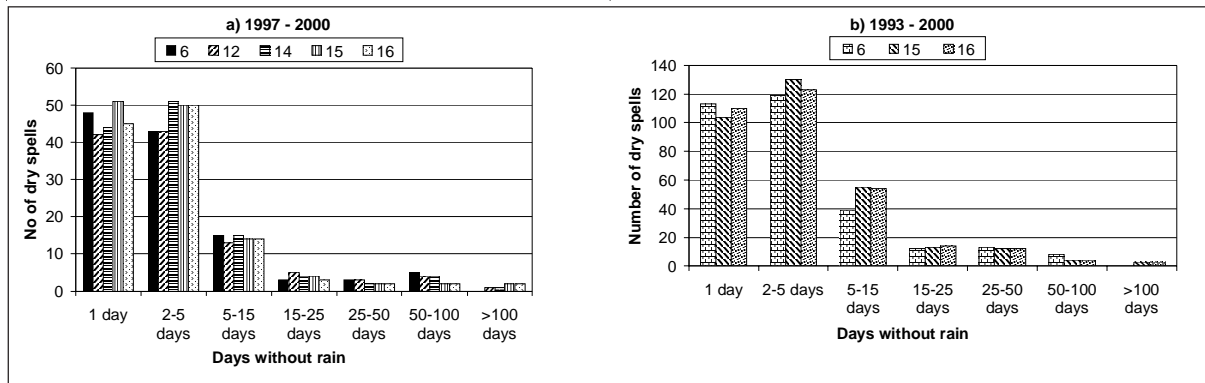 a) 1997 - 2000
6 12 14 15 16
No of dry spells
60
50
40
30
20
10
0
1 day 2-5 days 5-15 days 15-25 days 25-50 days 50-100 days >100 days
Days without rain
b) 1993 - 2000
6 15 16
Number of dry spells
140
120
100
80
60
40
20
0
1 day 2-5 days 5-15 days 15-25 days 25-50 days 50-100 days >100 days
Days without rain